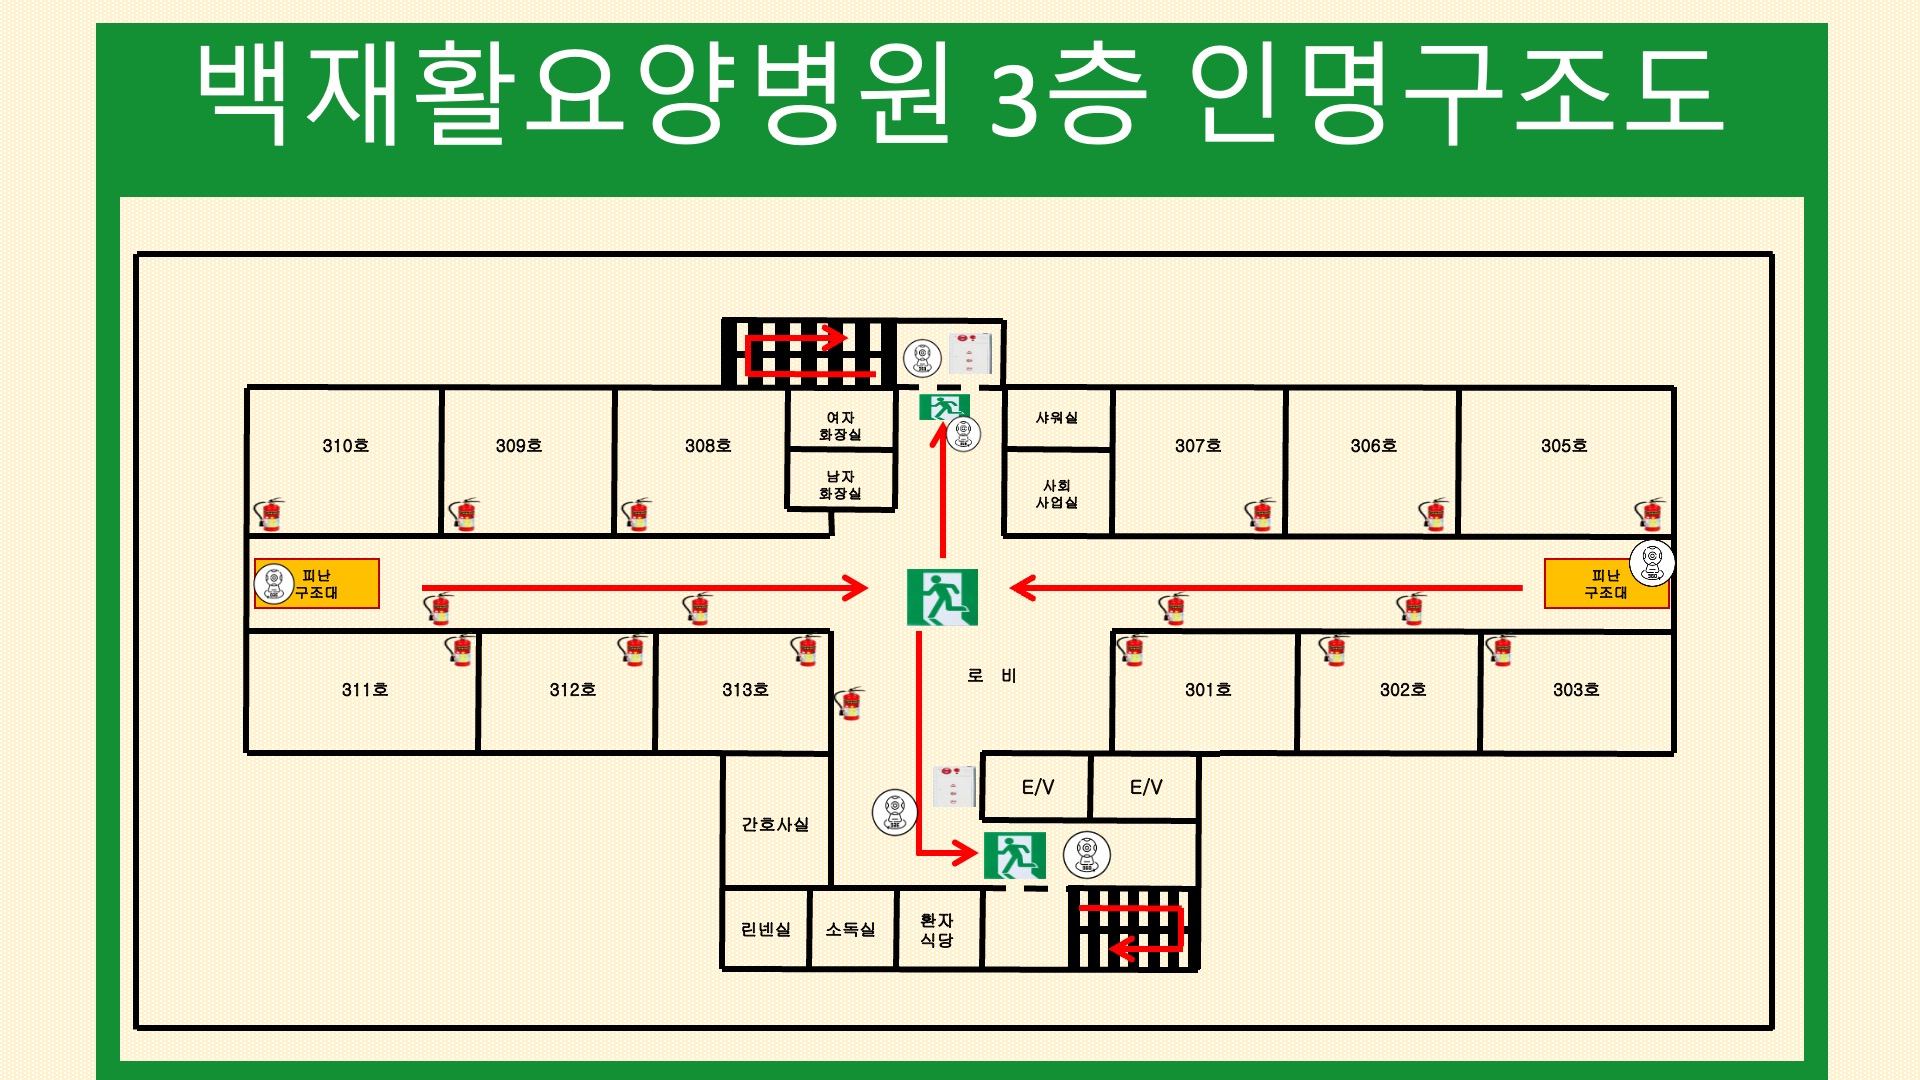 백재활요양병원 3층 인명구조도
310호
309호
308호
여자
화장실
남자
화장실
샤워실
사회
사업실
307호
306호
305호
피난
구조대
피난
구조대
로 비
311호
312호
313호
301호
302호
303호
E/V
E/V
간호사실
린넨실
소독실
환자
식당